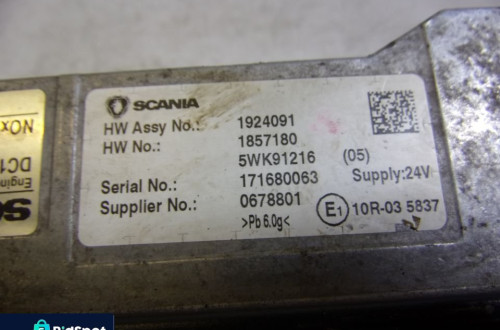 SCANIA
HW Assy No.: 1924091
HW No.: 1857180
5WK91216 (05)
Serial No.: 171680063 Supply:24V
Supplier No.: 0678801
>Pb 6.0g< E1 10R-03 5837
NOx
Engine
DC1
BidSpot